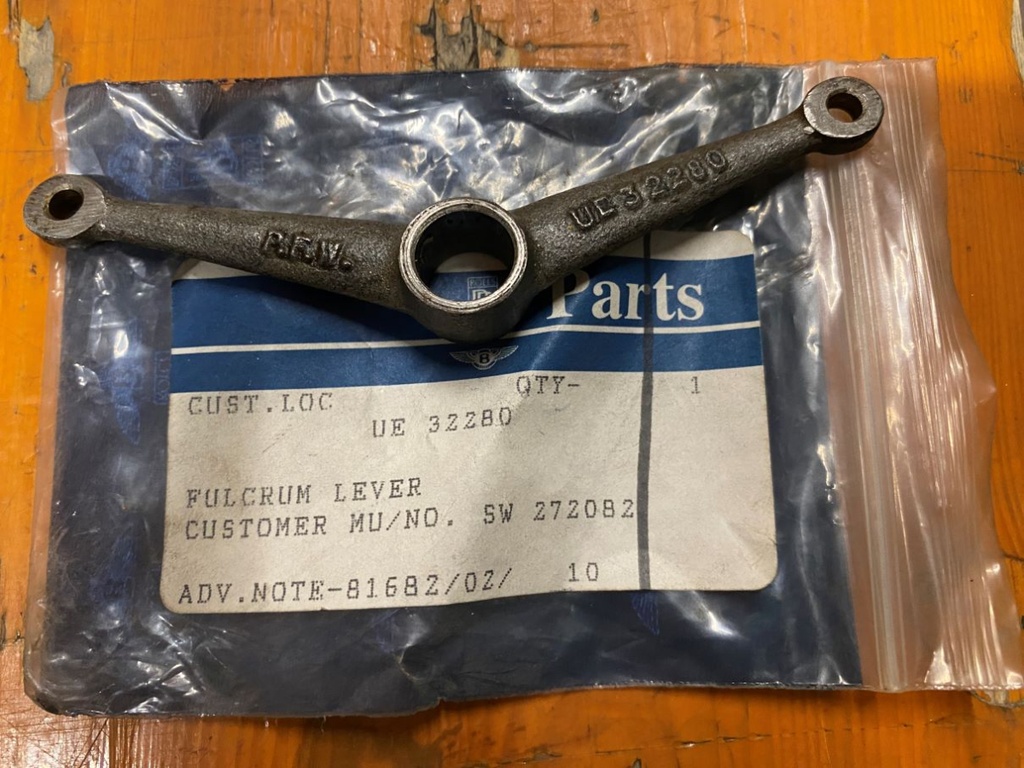 R.F.W.
UE 32280
Parts
B
CUST.LOC QTY- 1
UE 32280
FULCRUM LEVER
CUSTOMER MU/NO. SW 272082
ADV.NOTE-81682/02/ 10